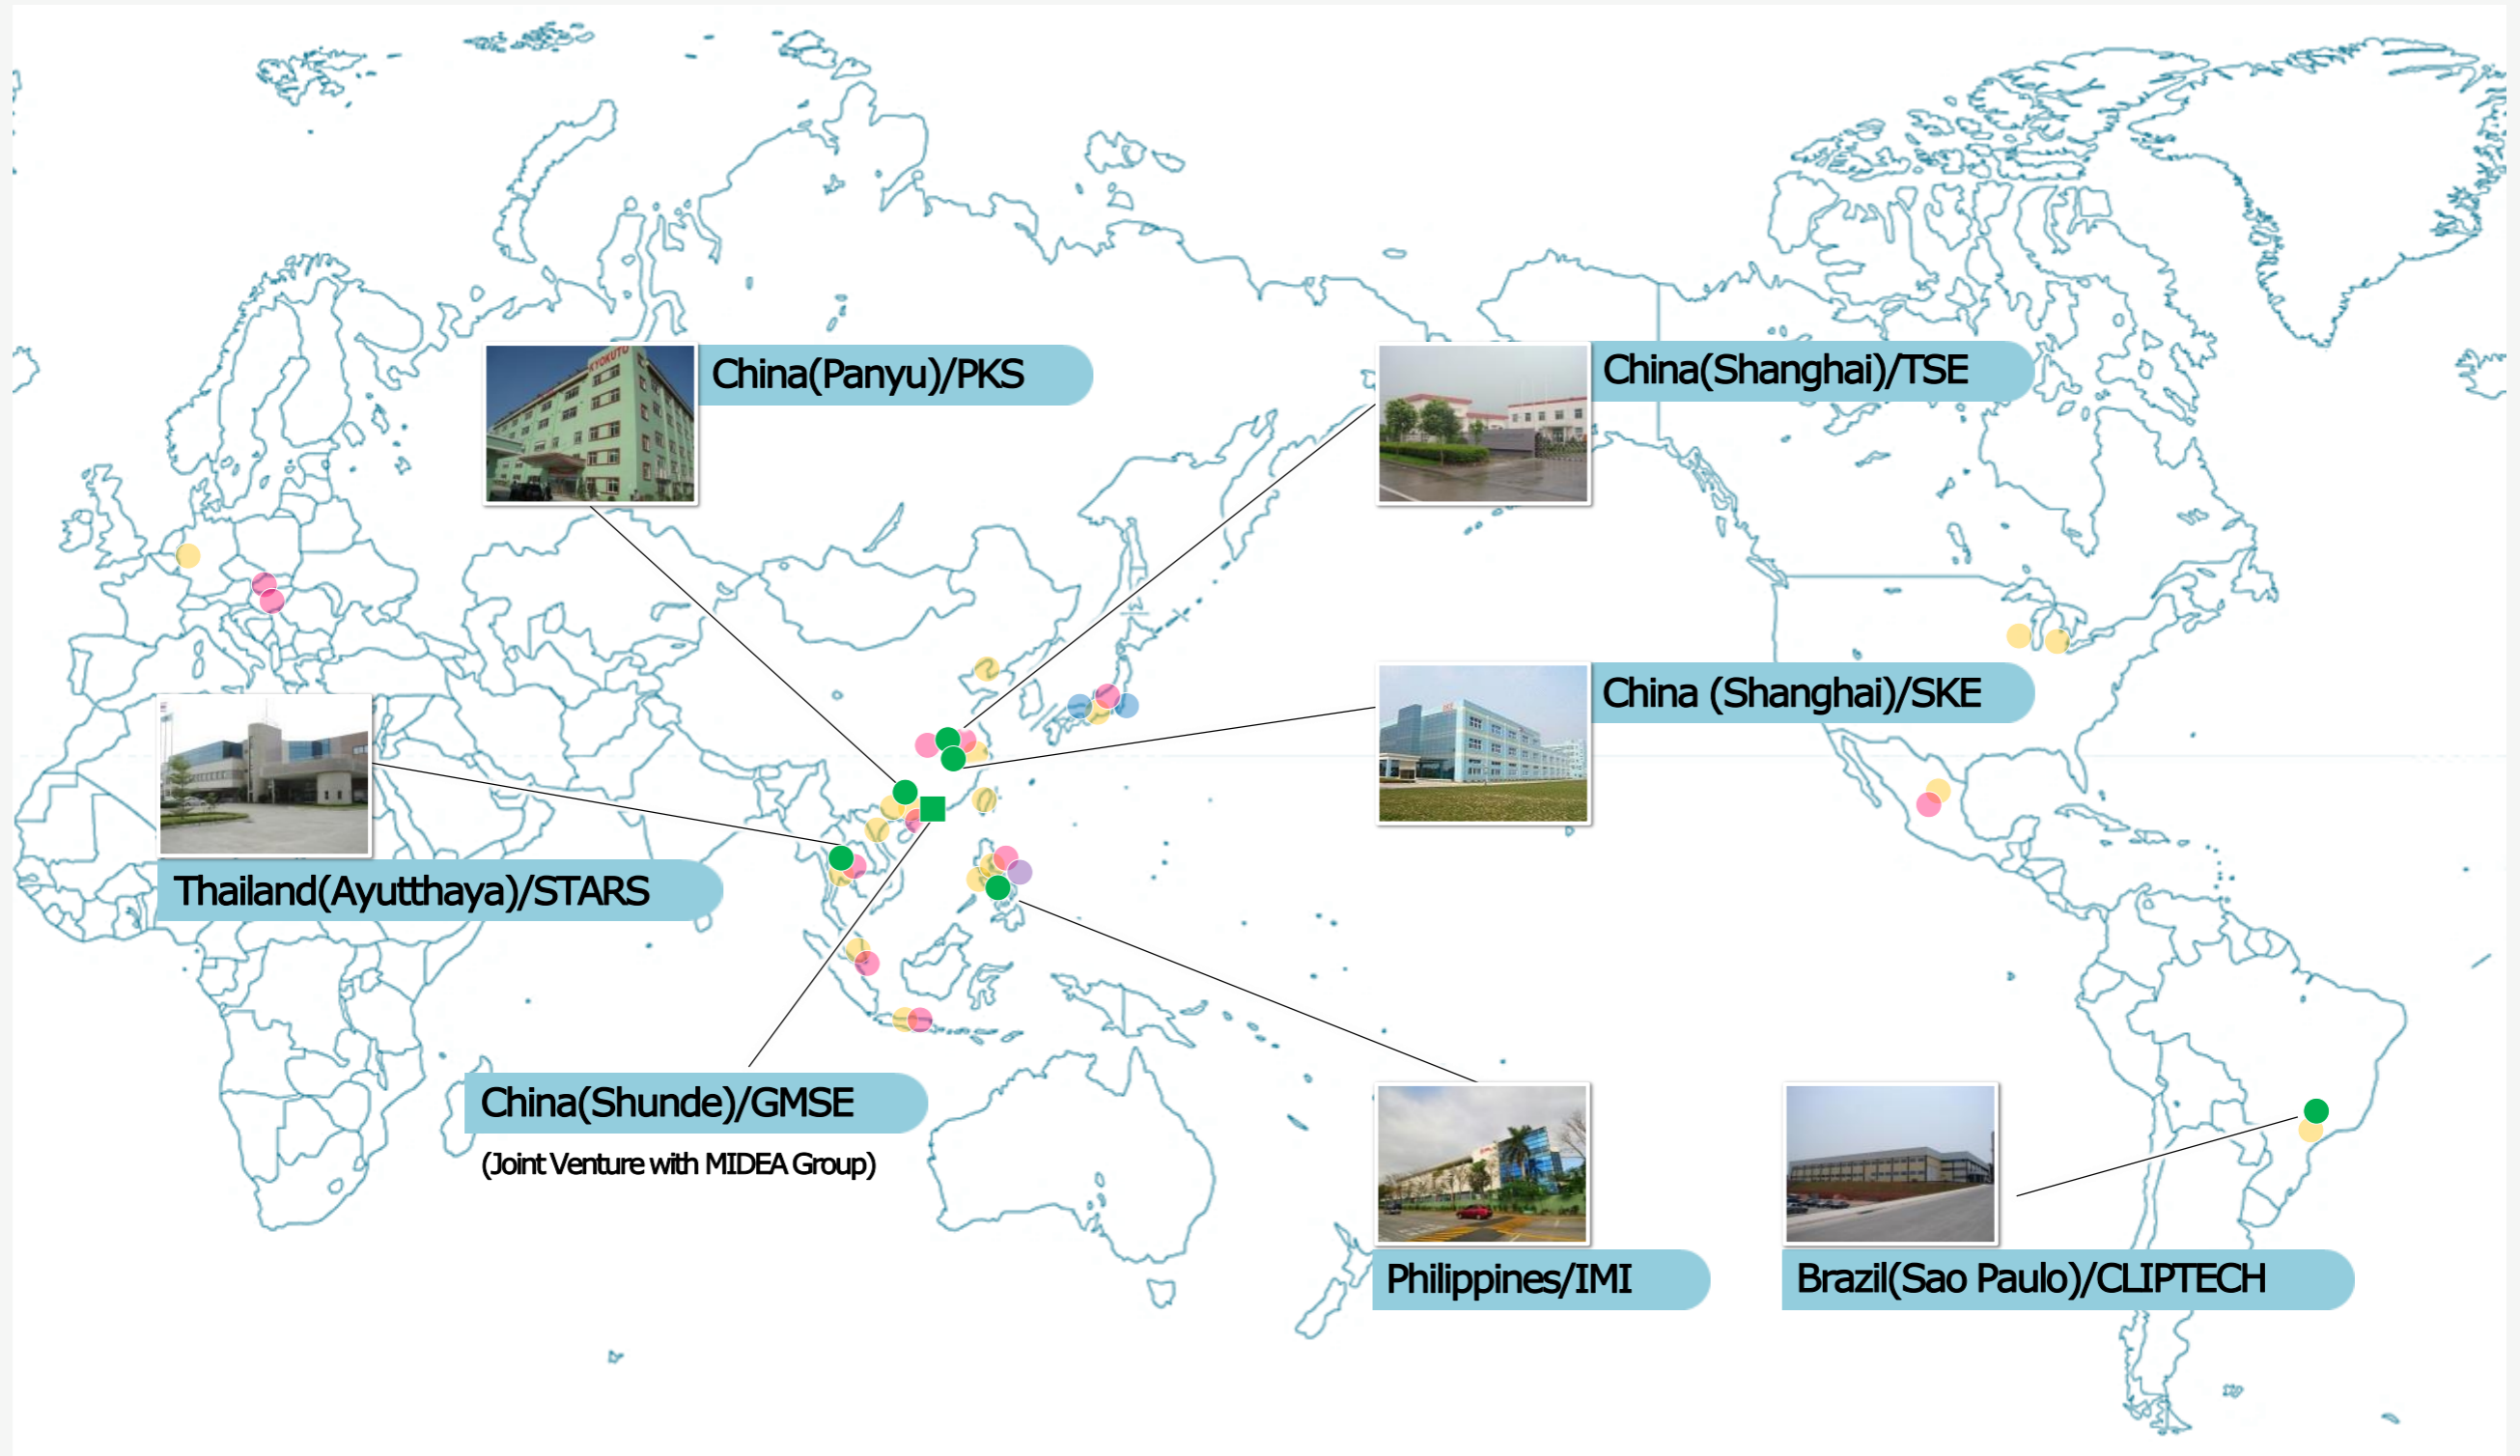 China(Panyu)/PKS
KYOKUTO
China(Shanghai)/TSE
China (Shanghai)/SKE
Thailand(Ayutthaya)/STARS
China(Shunde)/GMSE
(Joint Venture with MIDEA Group)
Philippines/IMI
Brazil(Sao Paulo)/CLIPTECH